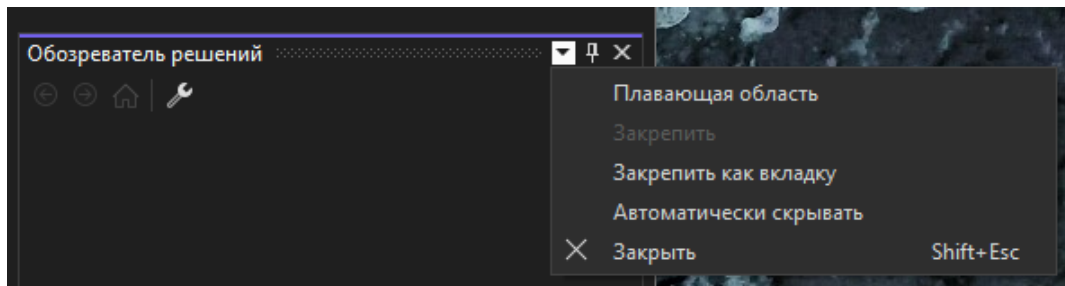 Обозреватель решений
Плавающая область
Закрепить
Закрепить как вкладку
Автоматически скрывать
Закрыть Shift+Esc